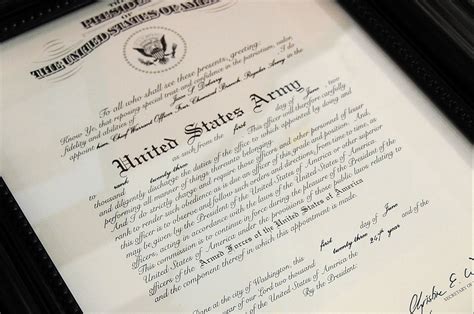 The
President
OF
THE UNITED STATES OF AMERICA
To all who shall see these presents, greeting:
Know Ye, that reposing special trust and confidence in the patriotism, valor,
fidelity and abilities of James I do
appoint him, Chief Warrant Officer Branch, Regular Army in the
United States Army
to rank as such from the first day of June, two
thousand twenty three This officer will therefore carefully
and diligently discharge the duties of the office to which appointed by doing and
performing all manner of things thereunto belonging.
And I do strictly charge and require those officers and other personnel of lesser
rank to render such obedience as is due an officer of this grade and position. And this
officer is to observe and follow such orders and directions, from time to time, as
may be given by the President of the United States of America or other superior
officers, acting in accordance with the laws of the United States of America.
This commission is to continue in force during the pleasure of the President of the
United States of America under the provisions of those public laws relating to
officers of the Armed Forces of the United States of America
and the component thereof in which this appointment is made.
Done at the city of Washington, this first day of June in the
year of our Lord two thousand twenty three and of the
United States of America the 247th year
By the President:
Christine E. W
SECRETARY OF